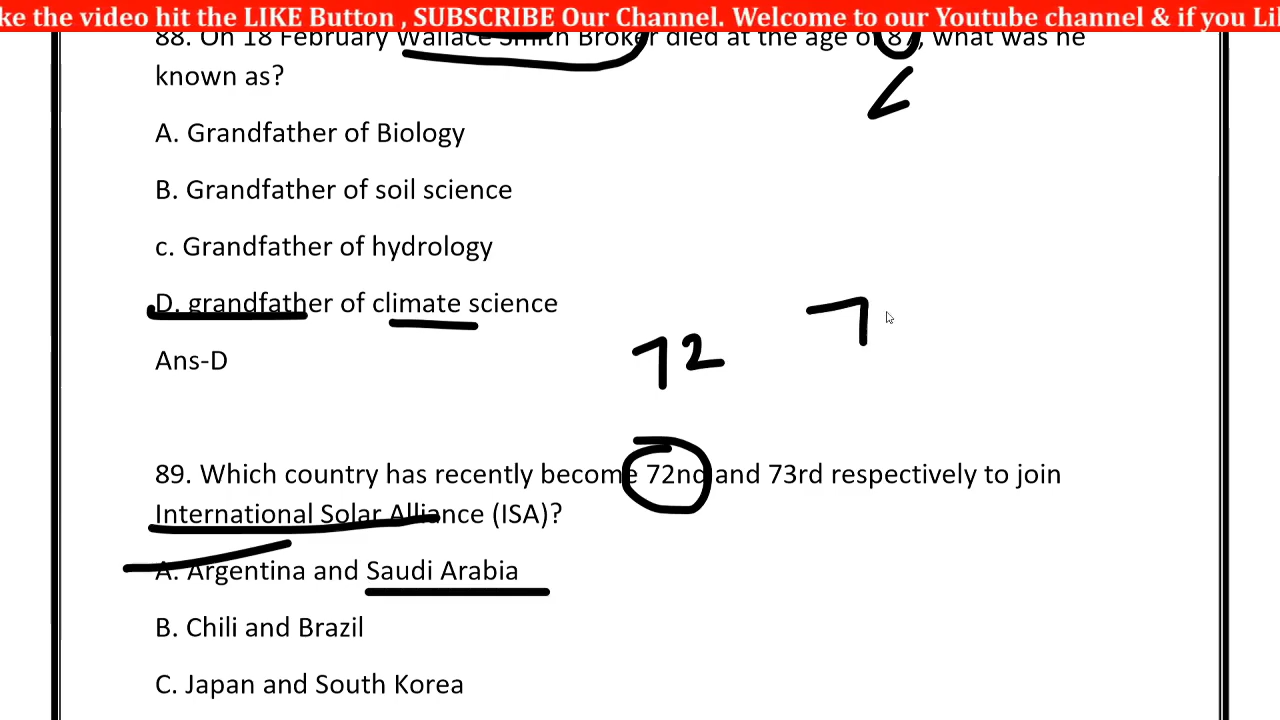 ke the video hit the LIKE Button , SUBSCRIBE Our Channel. Welcome to our Youtube channel & if you Li
88. On 18 February Wallace Smith Broker died at the age of 87, what was he
known as?
A. Grandfather of Biology
B. Grandfather of soil science
c. Grandfather of hydrology
D. grandfather of climate science
Ans-D
72
7
89. Which country has recently become 72nd and 73rd respectively to join
International Solar Alliance (ISA)?
A. Argentina and Saudi Arabia
B. Chili and Brazil
C. Japan and South Korea